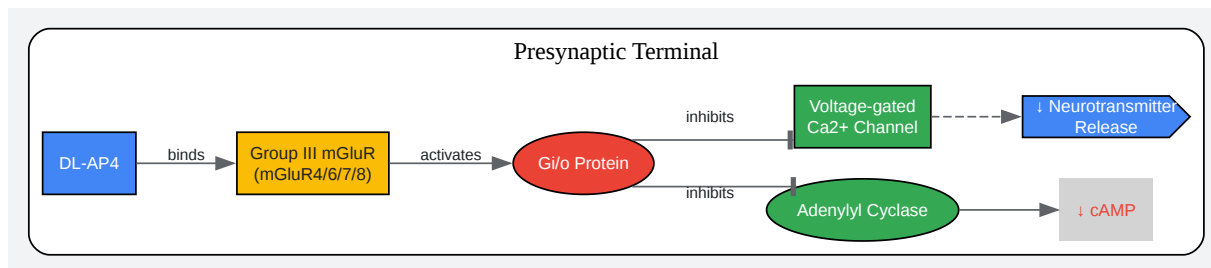 Presynaptic Terminal
DL-AP4
binds
Group III mGluR
(mGluR4/6/7/8)
activates
Gi/o Protein
inhibits
Voltage-gated
Ca2+ Channel
↓ Neurotransmitter
Release
inhibits
Adenylyl Cyclase
↓ cAMP